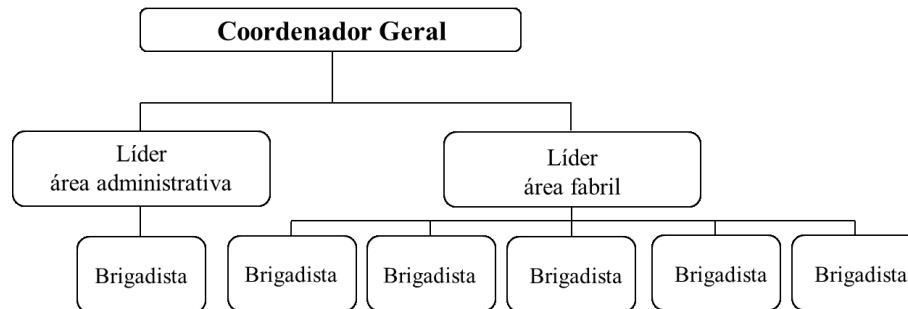 Coordenador Geral
Líder
área administrativa
Líder
área fabril
Brigadista
Brigadista
Brigadista
Brigadista
Brigadista
Brigadista